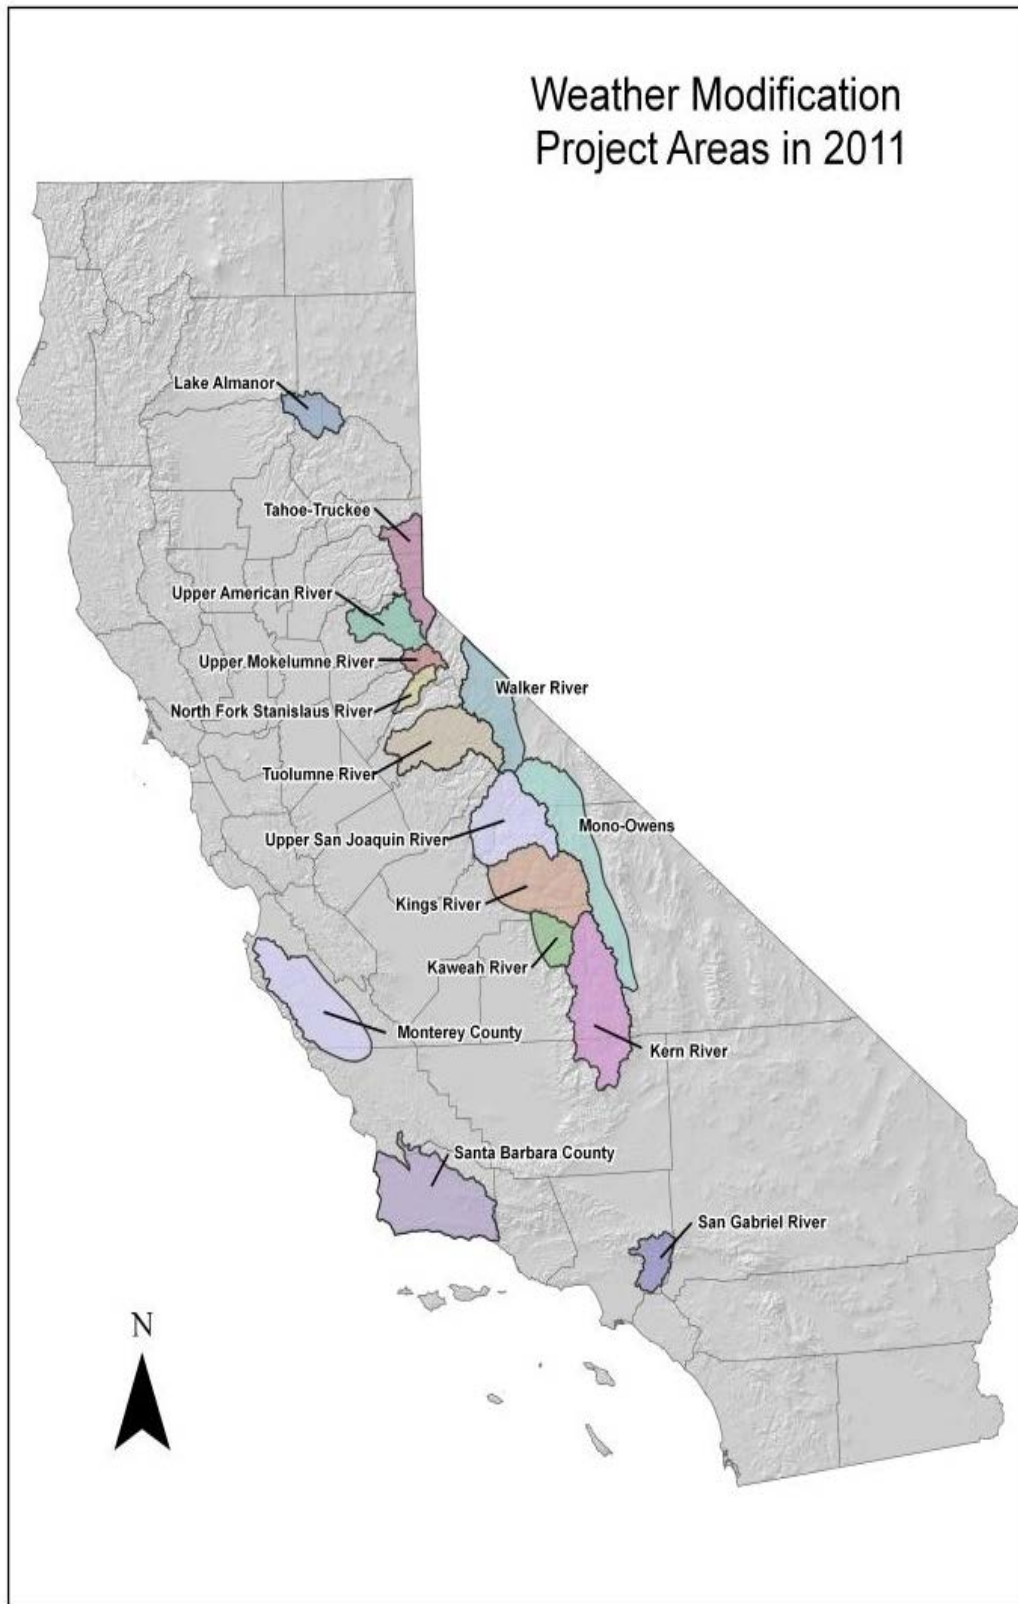 Weather Modification
Project Areas in 2011
Lake Almanor
Tahoe-Truckee
Upper American River
Upper Mokelumne River
Walker River
North Fork Stanislaus River
Tuolumne River
Mono-Owens
Upper San Joaquin River
Kings River
Kaweah River
Monterey County
Kern River
Santa Barbara County
San Gabriel River
N